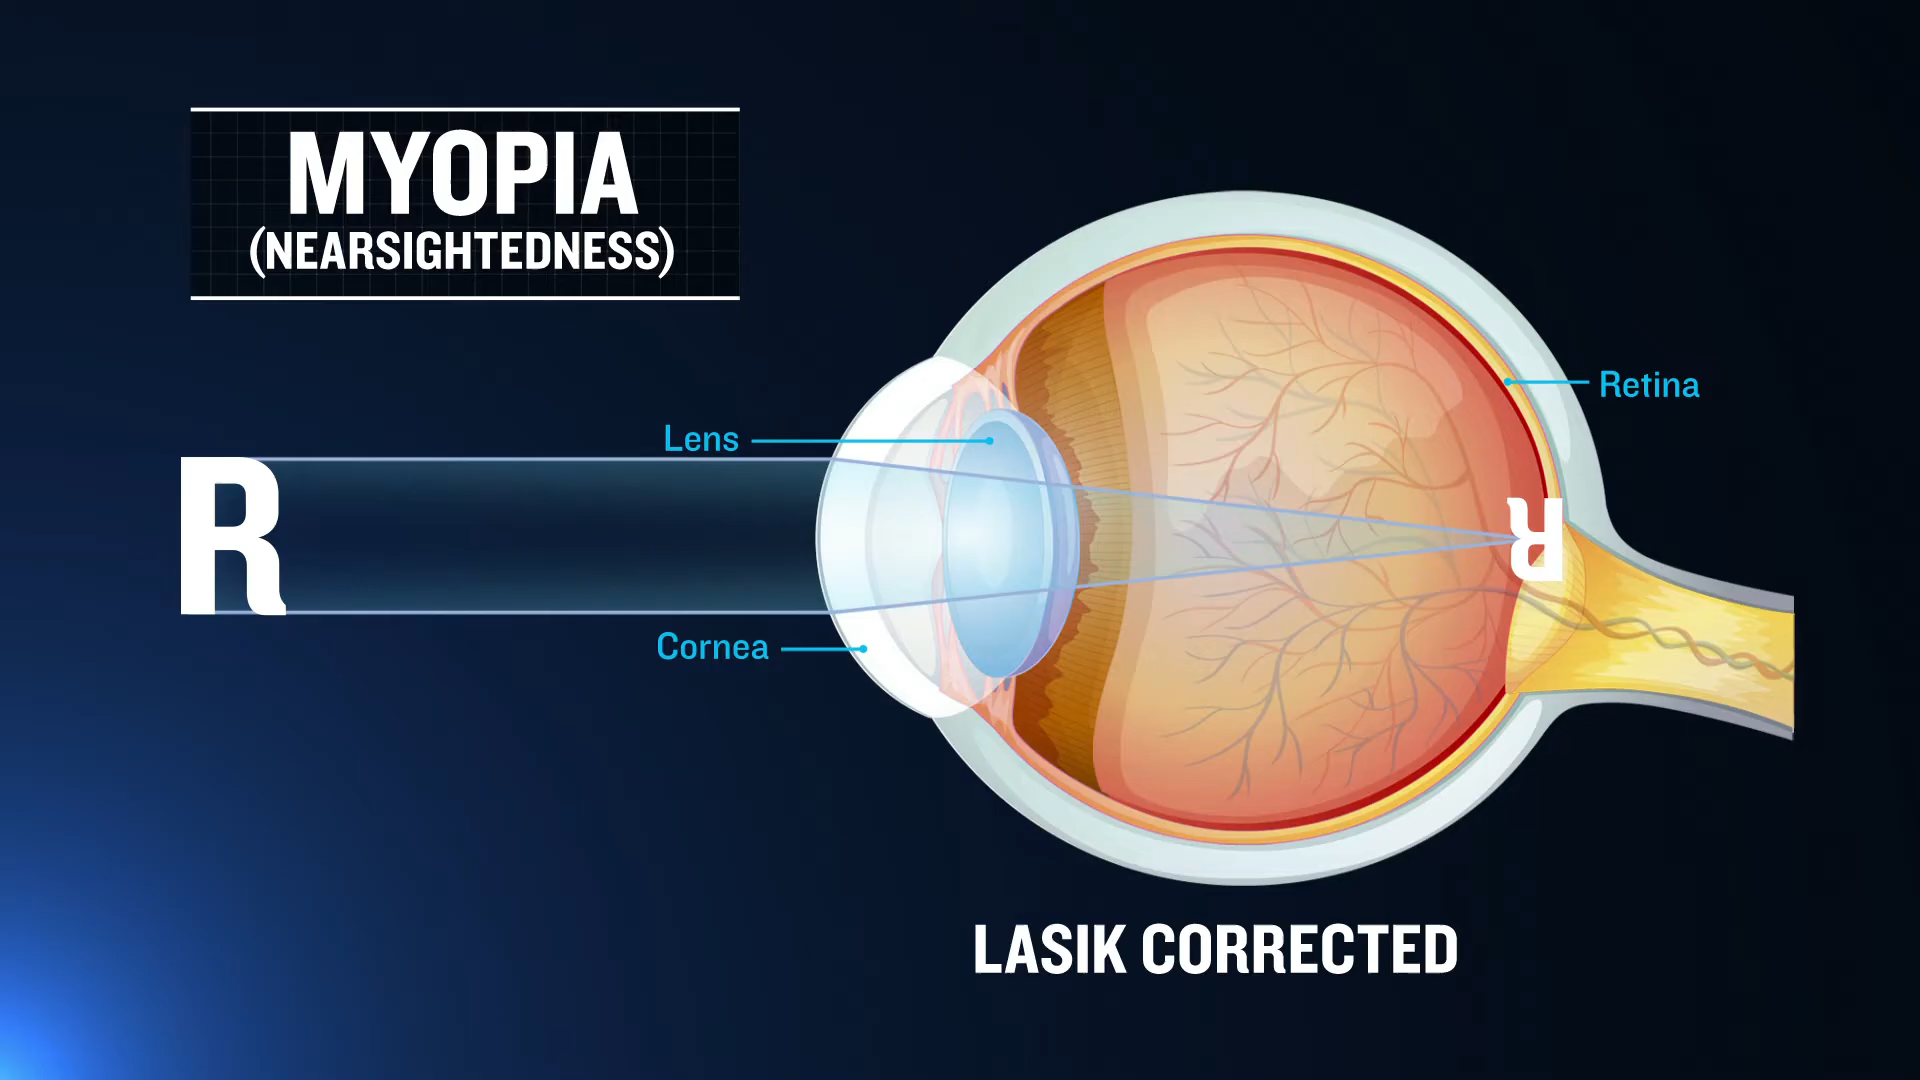 MYOPIA
(NEARSIGHTEDNESS)
Retina
Lens
R
R
Cornea
LASIK CORRECTED